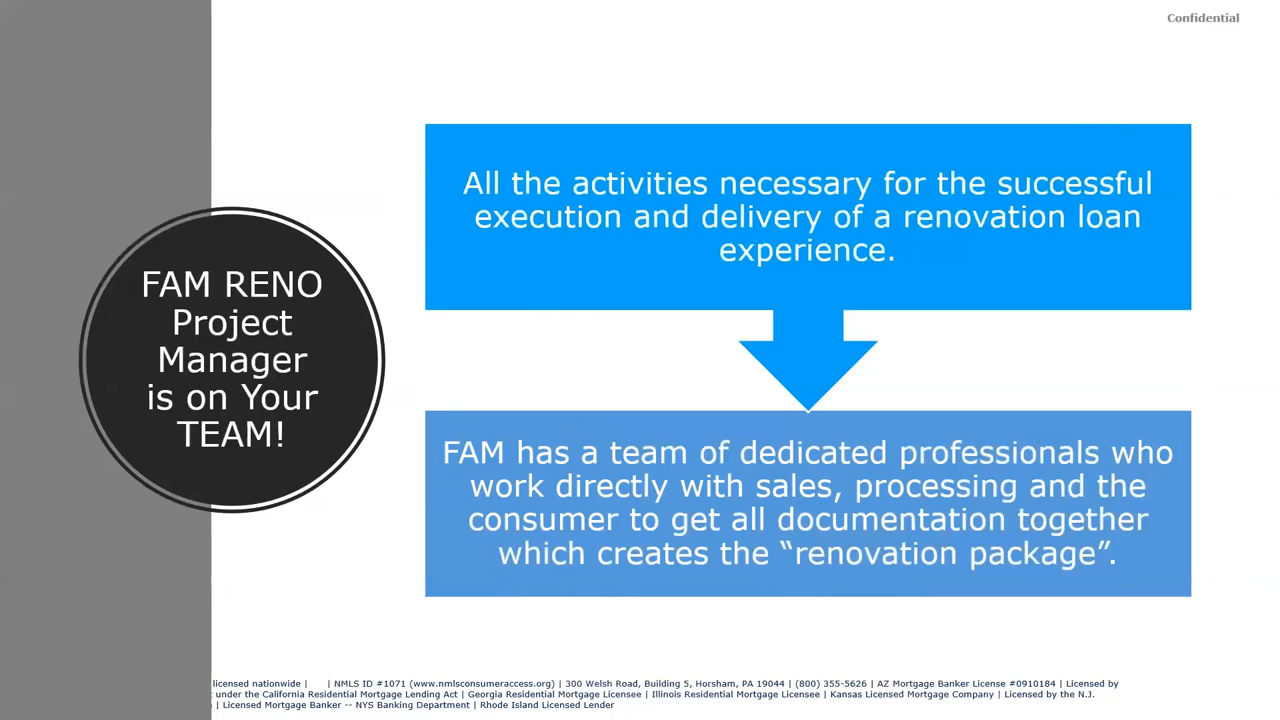 Confidential
FAM RENO
Project
Manager
is on Your
TEAM!
All the activities necessary for the successful
execution and delivery of a renovation loan
experience.
FAM has a team of dedicated professionals who
work directly with sales, processing and the
consumer to get all documentation together
which creates the “renovation package”.
licensed nationwide | | NMLS ID #1071 (www.nmlsconsumeraccess.org) | 300 Welsh Road, Building 5, Horsham, PA 19044 | (800) 355-5626 | AZ Mortgage Banker License #0910184 | Licensed by
under the California Residential Mortgage Lending Act | Georgia Residential Mortgage Licensee | Illinois Residential Mortgage Licensee | Kansas Licensed Mortgage Company | Licensed by the N.J.
| Licensed Mortgage Banker -- NYS Banking Department | Rhode Island Licensed Lender